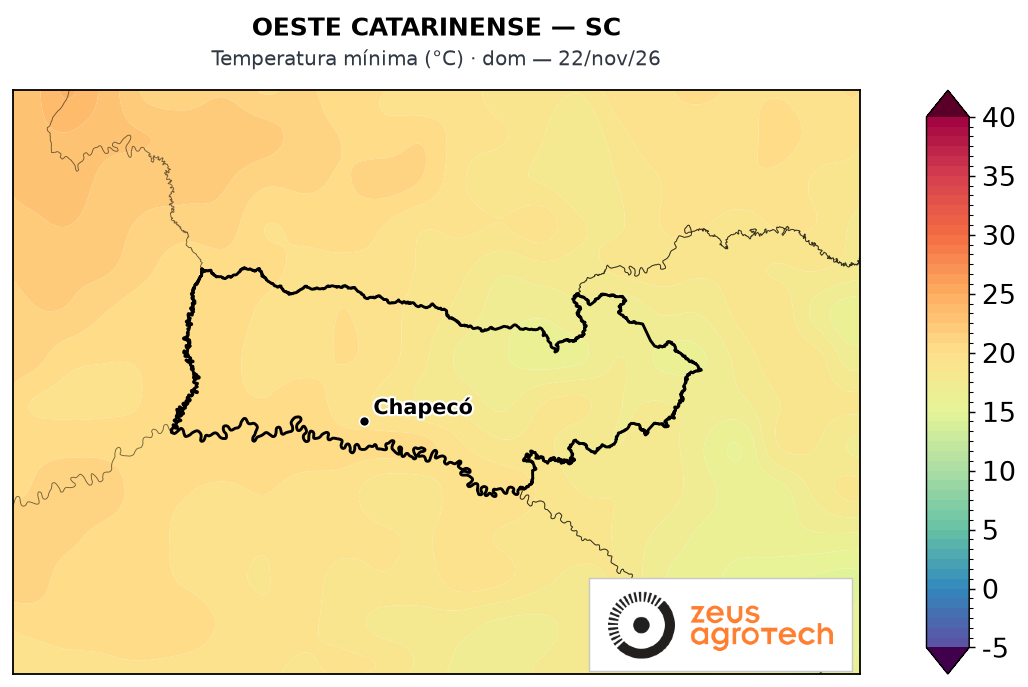 OESTE CATARINENSE — SC
Temperatura mínima (°C) · dom — 22/nov/26
Chapecó
40
35
30
25
20
15
10
5
0
-5
zeus
agrotech